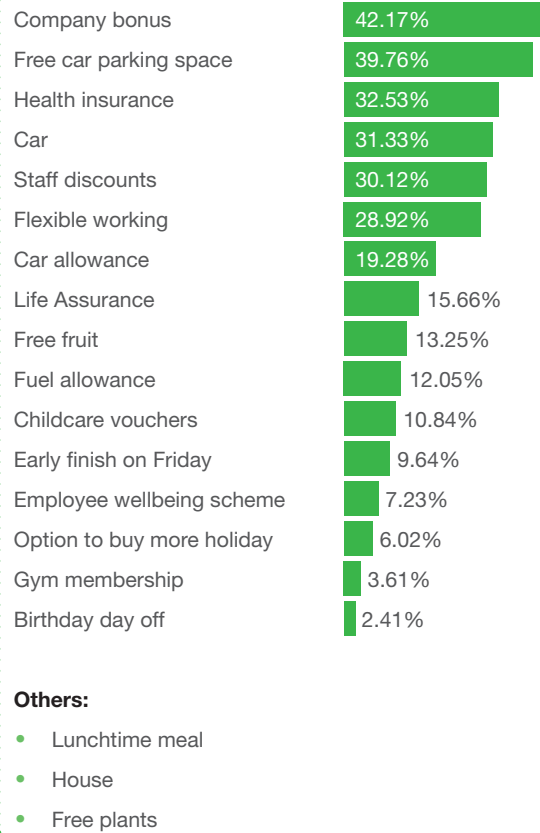 Company bonus 42.17%
Free car parking space 39.76%
Health insurance 32.53%
Car 31.33%
Staff discounts 30.12%
Flexible working 28.92%
Car allowance 19.28%
Life Assurance 15.66%
Free fruit 13.25%
Fuel allowance 12.05%
Childcare vouchers 10.84%
Early finish on Friday 9.64%
Employee wellbeing scheme 7.23%
Option to buy more holiday 6.02%
Gym membership 3.61%
Birthday day off 2.41%
Others:
• Lunchtime meal
• House
• Free plants